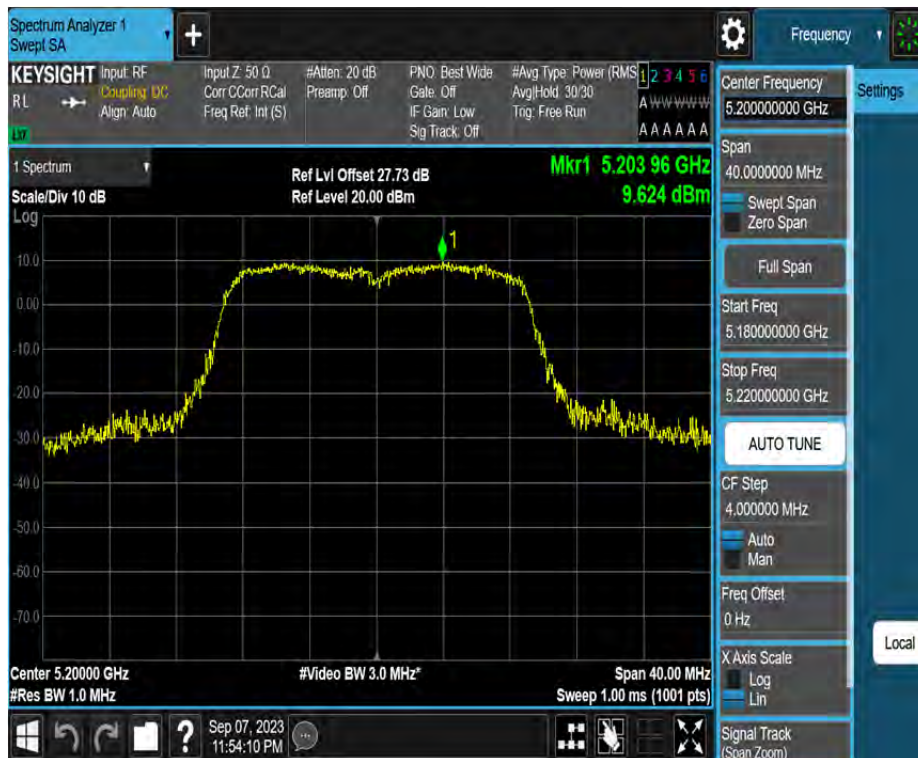 Spectrum Analyzer 1
Swept SA
Frequency
KEYSIGHT
RL
LXI
Input: RF
Coupling: DC
Align: Auto
Input Z: 50 Ω
Corr CCorr RCal
Freq Ref: Int (S)
#Atten: 20 dB
Preamp: Off
PNO: Best Wide
Gate: Off
IF Gain: Low
Sig Track: Off
#Avg Type: Power (RMS
Avg|Hold: 30/30
Trig: Free Run
1 2 3 4 5 6
A W W W W W
A A A A A A
1 Spectrum
Scale/Div 10 dB
Ref Lvl Offset 27.73 dB
Ref Level 20.00 dBm
Mkr1 5.203 96 GHz
9.624 dBm
Log
1
10.0
0.00
-10.0
-20.0
-30.0
-40.0
-50.0
-60.0
-70.0
Center 5.20000 GHz
#Res BW 1.0 MHz
#Video BW 3.0 MHz*
Span 40.00 MHz
Sweep 1.00 ms (1001 pts)
Center Frequency
5.200000000 GHz
Span
40.0000000 MHz
Swept Span
Zero Span
Full Span
Start Freq
5.180000000 GHz
Stop Freq
5.220000000 GHz
AUTO TUNE
CF Step
4.000000 MHz
Auto
Man
Freq Offset
0 Hz
X Axis Scale
Log
Lin
Signal Track
(Span Zoom)
Settings
Local
?
Sep 07, 2023
11:54:10 PM